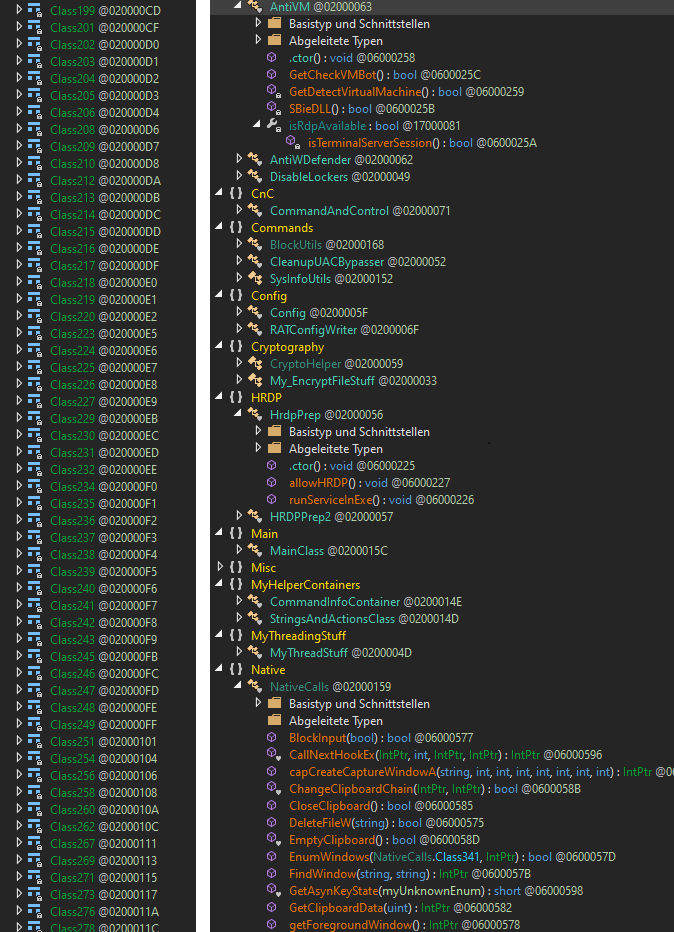 Class199 @020000CD
Class201 @020000CF
Class202 @020000D0
Class203 @020000D1
Class204 @020000D2
Class205 @020000D3
Class206 @020000D4
Class208 @020000D6
Class209 @020000D7
Class210 @020000D8
Class212 @020000DA
Class213 @020000DB
Class214 @020000DC
Class215 @020000DD
Class216 @020000DE
Class217 @020000DF
Class218 @020000E0
Class219 @020000E1
Class220 @020000E2
Class223 @020000E5
Class224 @020000E6
Class225 @020000E7
Class226 @020000E8
Class227 @020000E9
Class229 @020000EB
Class230 @020000EC
Class231 @020000ED
Class232 @020000EE
Class234 @020000F0
Class235 @020000F1
Class236 @020000F2
Class237 @020000F3
Class238 @020000F4
Class239 @020000F5
Class240 @020000F6
Class241 @020000F7
Class242 @020000F8
Class243 @020000F9
Class245 @020000FB
Class246 @020000FC
Class247 @020000FD
Class248 @020000FE
Class249 @020000FF
Class251 @02000101
Class254 @02000104
Class256 @02000106
Class258 @02000108
Class260 @0200010A
Class262 @0200010C
Class267 @02000111
Class269 @02000113
Class271 @02000115
Class273 @02000117
Class276 @0200011A
Class278 @0200011C
AntiVM @02000063
Basistyp und Schnittstellen
Abgeleitete Typen
.ctor() : void @06000258
GetCheckVMBot() : bool @0600025C
GetDetectVirtualMachine() : bool @06000259
SBieDLL() : bool @0600025B
isRdpAvailable : bool @17000081
isTerminalServerSession() : bool @0600025A
AntiWDefender @02000062
DisableLockers @02000049
{ } CnC
CommandAndControl @02000071
{ } Commands
BlockUtils @02000168
CleanupUACBypasser @02000052
SysInfoUtils @02000152
{ } Config
Config @0200005F
RATConfigWriter @0200006F
{ } Cryptography
CryptoHelper @02000059
My_EncryptFileStuff @02000033
{ } HRDP
HrdpPrep @02000056
Basistyp und Schnittstellen
Abgeleitete Typen
.ctor() : void @06000225
allowHRDP() : void @06000227
runServiceInExe() : void @06000226
HRDPPrep2 @02000057
{ } Main
MainClass @0200015C
{ } Misc
{ } MyHelperContainers
CommandInfoContainer @0200014E
StringsAndActionsClass @0200014D
{ } MyThreadingStuff
MyThreadStuff @0200004D
{ } Native
NativeCalls @02000159
Basistyp und Schnittstellen
Abgeleitete Typen
BlockInput(bool) : bool @06000577
CallNextHookEx(IntPtr, int, IntPtr, IntPtr) : IntPtr @06000596
capCreateCaptureWindowA(string, int, int, int, int, int, int, int) : IntPtr @0
ChangeClipboardChain(IntPtr, IntPtr) : bool @0600058B
CloseClipboard() : bool @06000585
DeleteFileW(string) : bool @06000575
EmptyClipboard() : bool @0600058D
EnumWindows(NativeCalls.Class341, IntPtr) : bool @0600057D
FindWindow(string, string) : IntPtr @0600057B
GetAsynKeyState(myUnknownEnum) : short @06000598
GetClipboardData(uint) : IntPtr @06000582
getForegroundWindow() : IntPtr @06000578